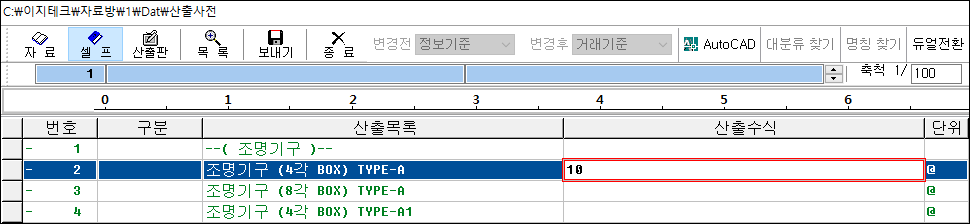 C:\이지테크\자료방\1\Dat\산출사전
자 료 셀 프 산출판 목 록 보내기 종 료 변경전 정보기준 변경후 거래기준 AutoCAD 대분류 찾기 명칭 찾기 듀얼전환
1 축척 1/ 100
0 1 2 3 4 5 6
번호 구분 산출목록 산출수식 단위
- 1 --( 조명기구 )--
- 2 조명기구 (4각 BOX) TYPE-A 10 @
- 3 조명기구 (8각 BOX) TYPE-A @
- 4 조명기구 (4각 BOX) TYPE-A1 @